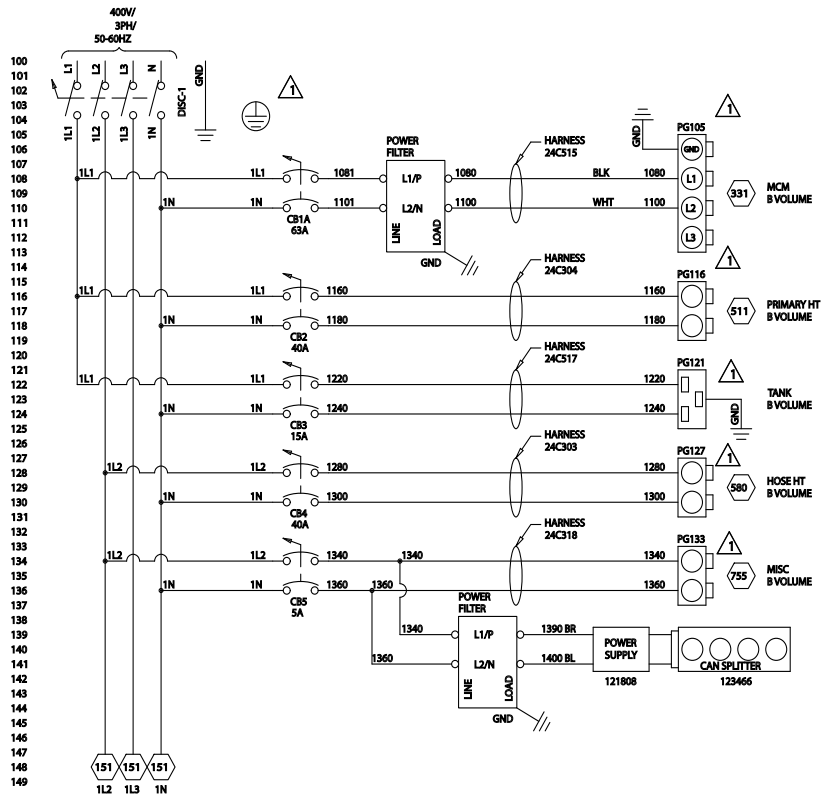 400V/
3PH/
50-60HZ
100
101
102
103
104
105
106
107
108
109
110
111
112
113
114
115
116
117
118
119
120
121
122
123
124
125
126
127
128
129
130
131
132
133
134
135
136
137
138
139
140
141
142
143
144
145
146
147
148
149
L1
L2
L3
N
GND
DISC-1
1L1
1L2
1L3
1N
1
1
GND
PG105
GND
L1
L2
L3
331
MCM
B VOLUME
POWER
FILTER
HARNESS
24C515
1L1
1L1
1081
L1/P
1080
BLK
1080
1N
1N
1101
L2/N
1100
WHT
1100
CB1A
63A
LINE
LOAD
GND
HARNESS
24C304
1
PG116
1L1
1L1
1160
1160
511
PRIMARY HT
B VOLUME
1N
1N
1180
1180
CB2
40A
HARNESS
24C517
PG121
1
1L1
1L1
1220
1220
TANK
B VOLUME
1N
1N
1240
1240
GND
CB3
15A
HARNESS
24C303
PG127
1
1L2
1L2
1280
1280
580
HOSE HT
B VOLUME
1N
1N
1300
1300
CB4
40A
HARNESS
24C318
PG133
1
1L2
1L2
1340
1340
1340
755
MISC
B VOLUME
1N
1N
1360
1360
1360
CB5
5A
POWER
FILTER
1340
L1/P
1390 BR
POWER
SUPPLY
1360
L2/N
1400 BL
CAN SPLITTER
LINE
LOAD
121808
123466
GND
151
151
151
1L2
1L3
1N